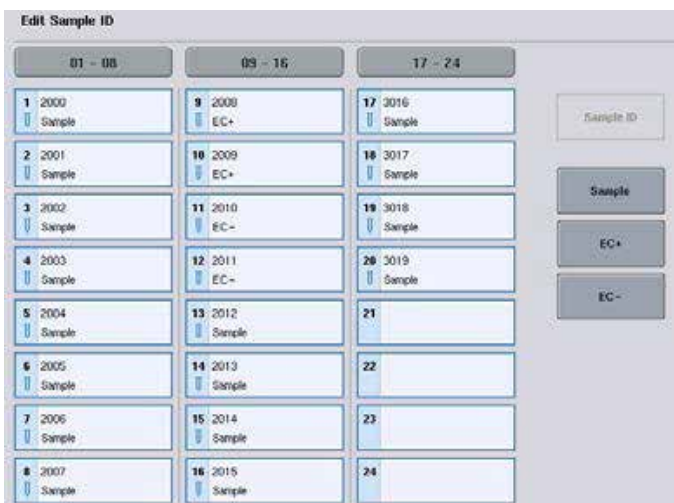 Edit Sample ID
01 - 08
09 - 16
17 - 24
1 2000
Sample
2 2001
Sample
3 2002
Sample
4 2003
Sample
5 2004
Sample
6 2005
Sample
7 2006
Sample
8 2007
Sample
9 2008
EC+
10 2009
EC+
11 2010
EC-
12 2011
EC-
13 2012
Sample
14 2013
Sample
15 2014
Sample
16 2015
Sample
17 3016
Sample
18 3017
Sample
19 3018
Sample
20 3019
Sample
21
22
23
24
Sample ID
Sample
EC+
EC-